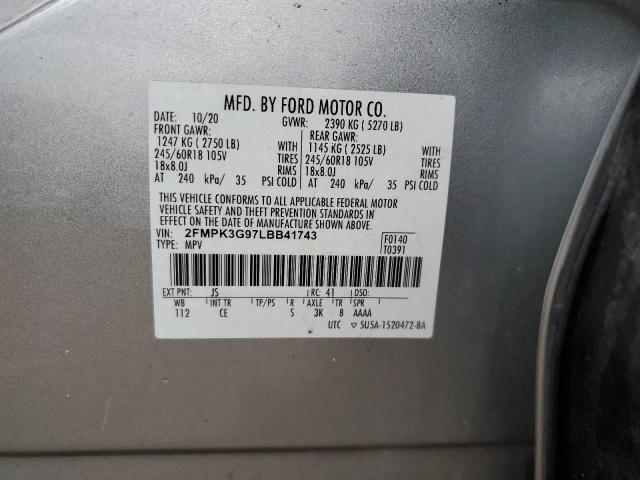 MFD. BY FORD MOTOR CO.
DATE: 10/20 GVWR: 2390 KG ( 5270 LB)
FRONT GAWR: REAR GAWR:
1247 KG ( 2750 LB) WITH 1145 KG ( 2525 LB) WITH
245/60R18 105V TIRES 245/60R18 105V TIRES
18x8.0J RIMS 18x8.0J RIMS
AT 240 kPa/ 35 PSI COLD AT 240 kPa/ 35 PSI COLD
THIS VEHICLE CONFORMS TO ALL APPLICABLE FEDERAL MOTOR
VEHICLE SAFETY AND THEFT PREVENTION STANDARDS IN
EFFECT ON THE DATE OF MANUFACTURE SHOWN ABOVE.
VIN: 2FMPK3G97LBB41743 F0140
TYPE: MPV T0391
EXT PNT: J5 RC: 41 DSO:
WB INT TR TP/PS R AXLE TR SPR
112 CE S 3K 8 AAAA
UTC ▽ 5U5A-1520472-BA